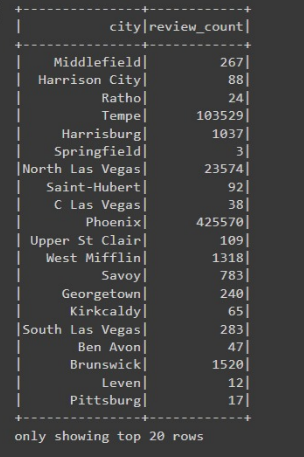 +---------------+------------+
|           city|review_count|
+---------------+------------+
|    Middlefield|         267|
|  Harrison City|          88|
|          Ratho|          24|
|          Tempe|      103529|
|     Harrisburg|        1037|
|    Springfield|           3|
|North Las Vegas|       23574|
|   Saint-Hubert|          92|
|    C Las Vegas|          38|
|        Phoenix|      425570|
| Upper St Clair|         109|
|   West Mifflin|        1318|
|          Savoy|         783|
|     Georgetown|         240|
|      Kirkcaldy|          65|
|South Las Vegas|         283|
|       Ben Avon|          47|
|      Brunswick|        1520|
|          Leven|          12|
|      Pittsburg|          17|
+---------------+------------+
only showing top 20 rows